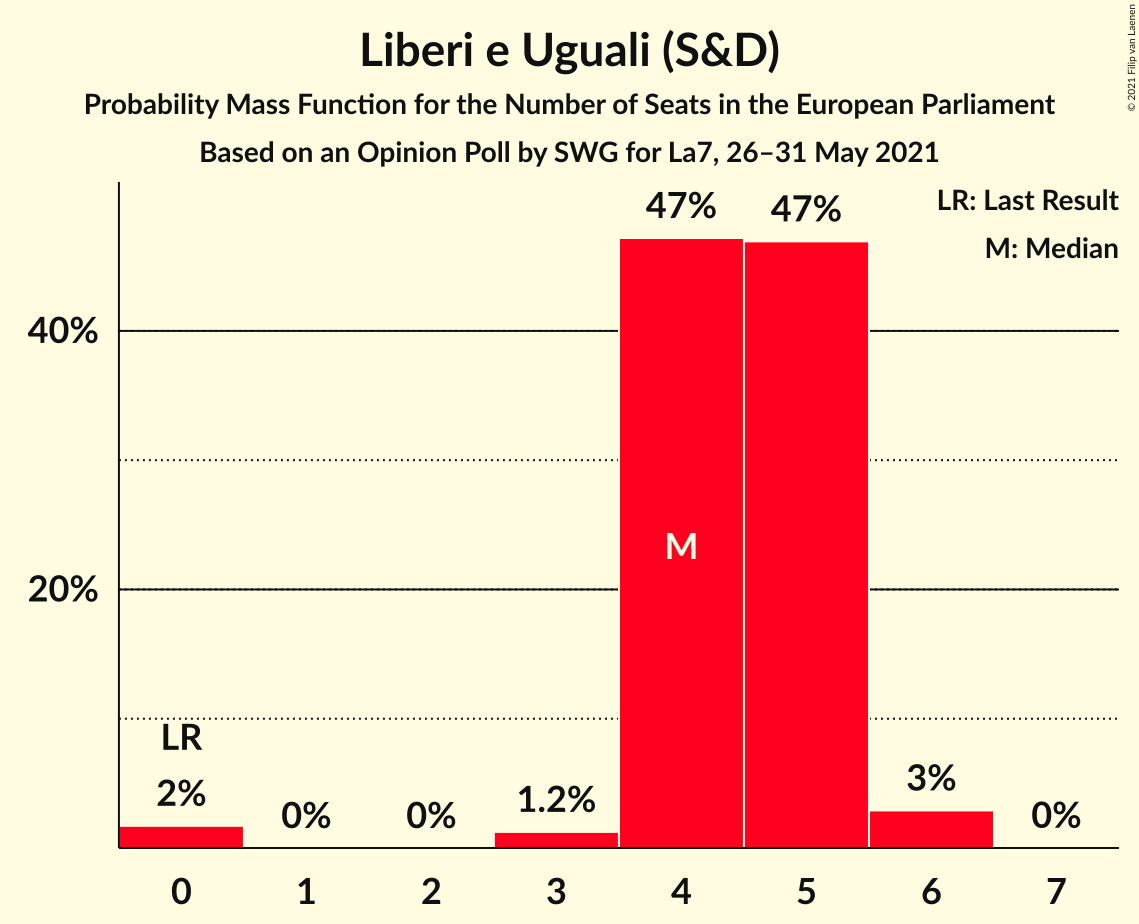 Liberi e Uguali (S&D)
Probability Mass Function for the Number of Seats in the European Parliament
Based on an Opinion Poll by SWG for La7, 26–31 May 2021
© 2021 Filip van Laenen
LR: Last Result
M: Median
47%
47%
40%
M
20%
LR
2%
0%
0%
1.2%
3%
0%
0
1
2
3
4
5
6
7